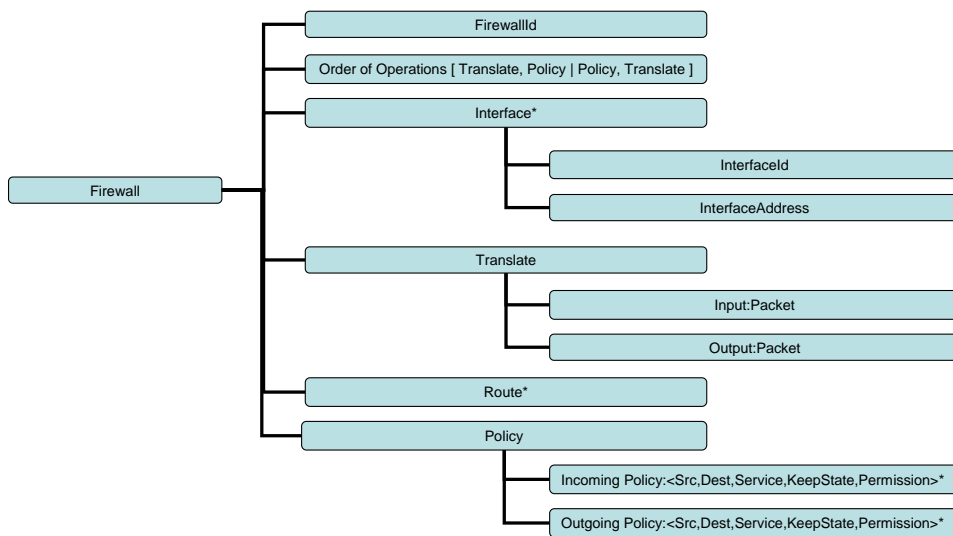 FirewallId
Order of Operations [ Translate, Policy | Policy, Translate ]
Interface*
InterfaceId
Firewall
InterfaceAddress
Translate
Input:Packet
Output:Packet
Route*
Policy
Incoming Policy:<Src,Dest,Service,KeepState,Permission>*
Outgoing Policy:<Src,Dest,Service,KeepState,Permission>*